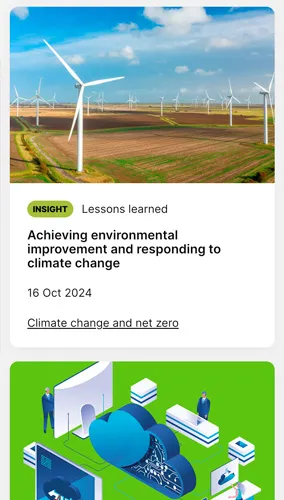 INSIGHT Lessons learned
Achieving environmental
improvement and responding to
climate change
16 Oct 2024
Climate change and net zero